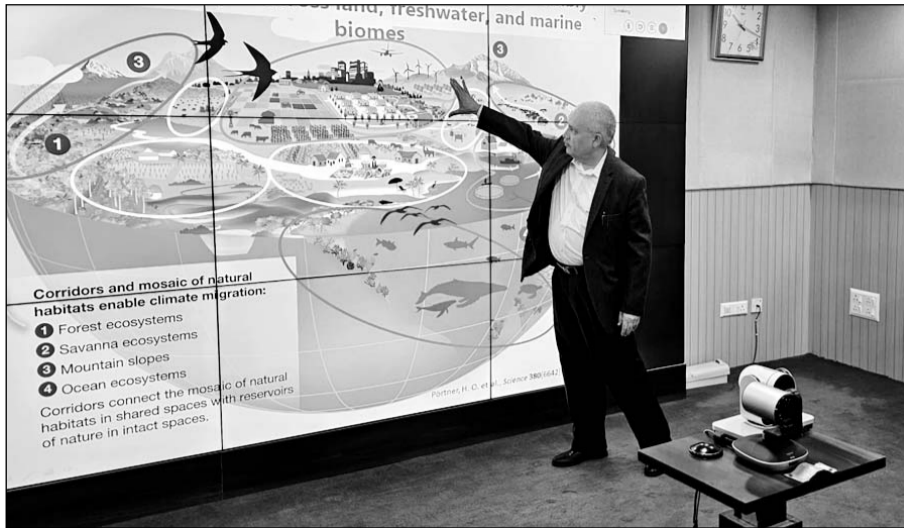 land, freshwater, and marine
biomes
3
3
1
2
Corridors and mosaic of natural
habitats enable climate migration:
1 Forest ecosystems
2 Savanna ecosystems
3 Mountain slopes
4 Ocean ecosystems
Corridors connect the mosaic of natural
habitats in shared spaces with reservoirs
of nature in intact spaces.
Pörtner, H. O. et al., Science 380(6642)